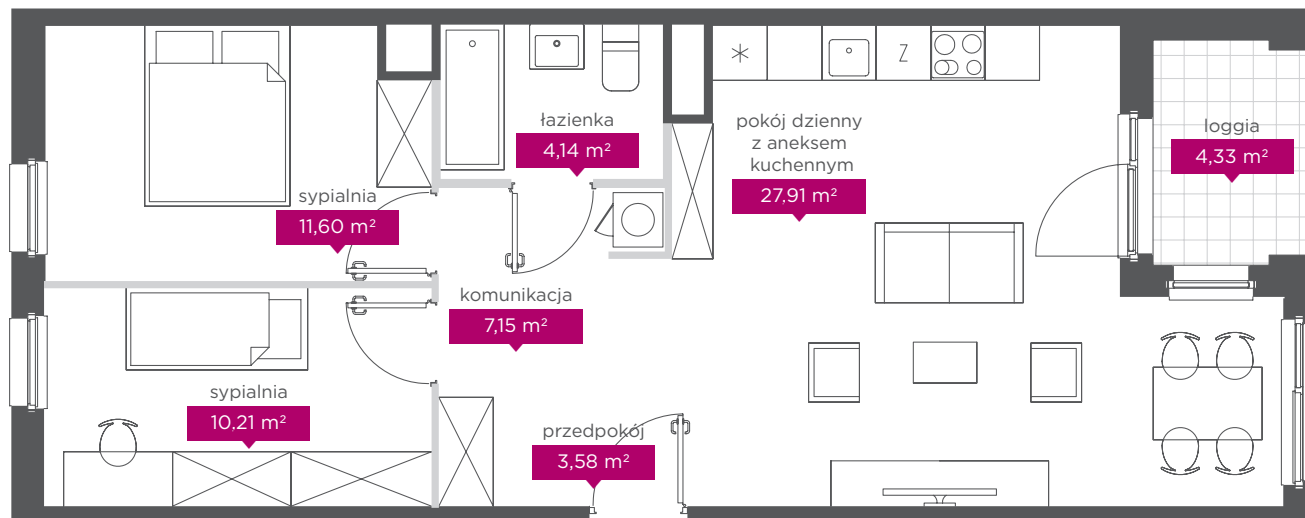 łazienka
4,14 m²
pokój dzienny
z aneksem
kuchennym
27,91 m²
Z
loggia
4,33 m²
sypialnia
11,60 m²
komunikacja
7,15 m²
sypialnia
10,21 m²
przedpokój
3,58 m²